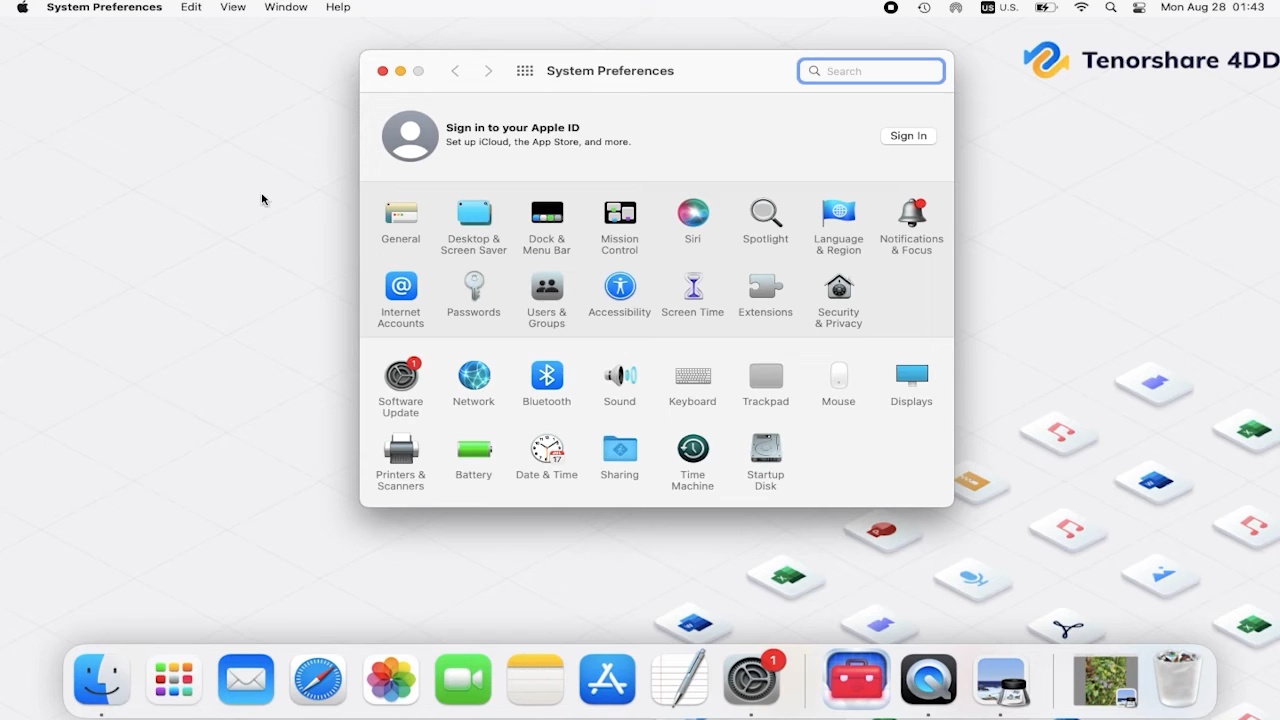 System Preferences Edit View Window Help US U.S. Mon Aug 28 01:43
Tenorshare 4DD
System Preferences
Search
Sign in to your Apple ID
Set up iCloud, the App Store, and more.
Sign In
General
Desktop &
Screen Saver
Dock &
Menu Bar
Mission
Control
Siri
Spotlight
Language
& Region
Notifications
& Focus
Internet
Accounts
Passwords
Users &
Groups
Accessibility
Screen Time
Extensions
Security
& Privacy
1
Software
Update
Network
Bluetooth
Sound
Keyboard
Trackpad
Mouse
Displays
Printers &
Scanners
Battery
17
Date & Time
Sharing
Time
Machine
Startup
Disk
1